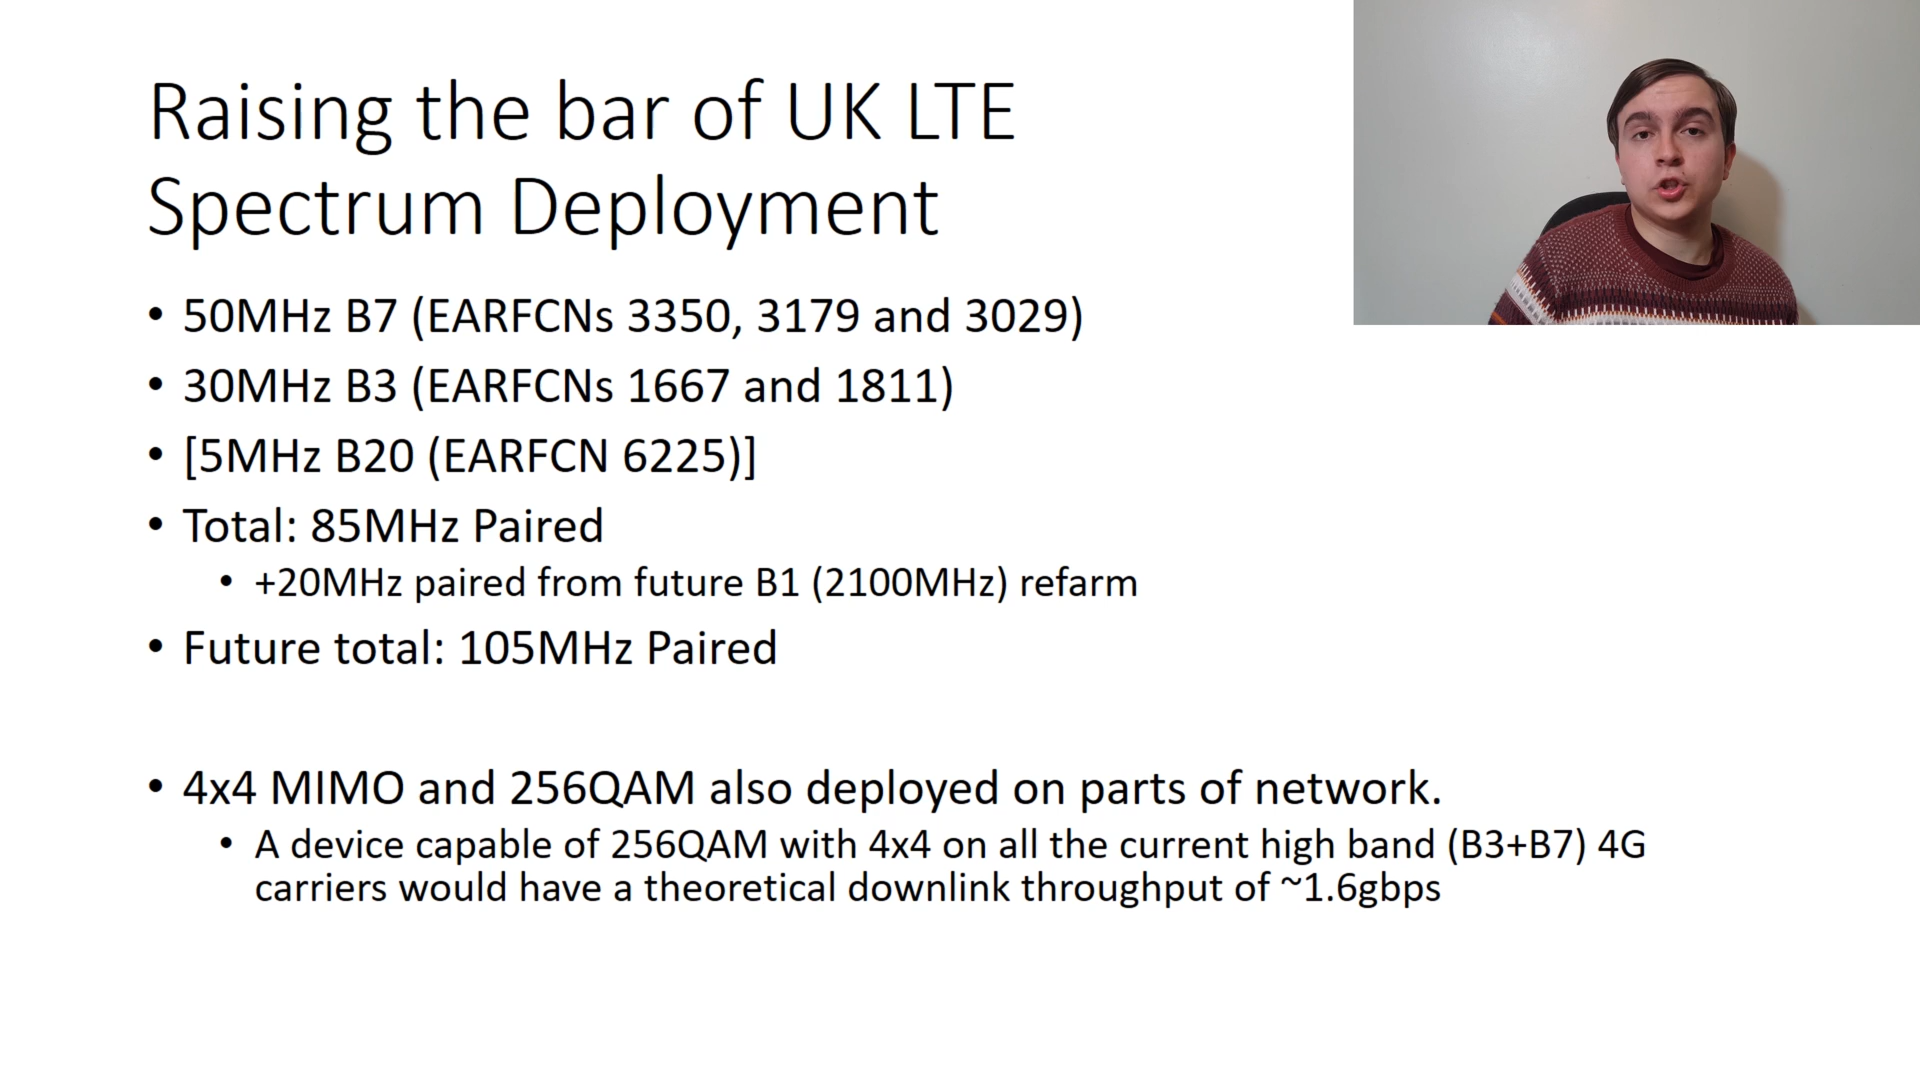 Raising the bar of UK LTE
Spectrum Deployment
• 50MHz B7 (EARFCNs 3350, 3179 and 3029)
• 30MHz B3 (EARFCNs 1667 and 1811)
• [5MHz B20 (EARFCN 6225)]
• Total: 85MHz Paired
• +20MHz paired from future B1 (2100MHz) refarm
• Future total: 105MHz Paired
• 4x4 MIMO and 256QAM also deployed on parts of network.
• A device capable of 256QAM with 4x4 on all the current high band (B3+B7) 4G
carriers would have a theoretical downlink throughput of ~1.6gbps